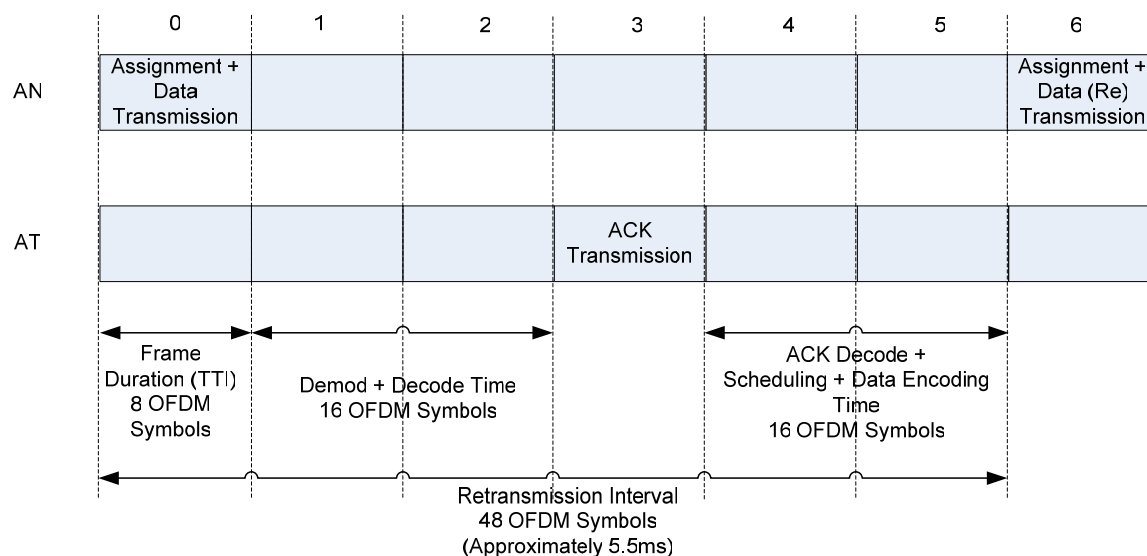 0 1 2 3 4 5 6
AN
Assignment +
Data
Transmission
Assignment +
Data (Re)
Transmission
AT
ACK
Transmission
Frame
Duration (TTI)
8 OFDM
Symbols
Demod + Decode Time
16 OFDM Symbols
ACK Decode +
Scheduling + Data Encoding
Time
16 OFDM Symbols
Retransmission Interval
48 OFDM Symbols
(Approximately 5.5ms)